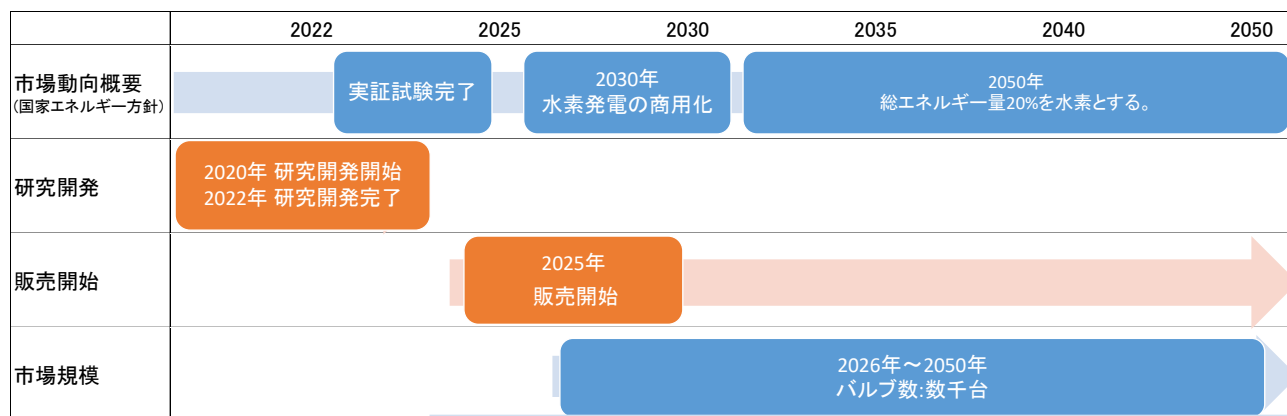 2022 2025 2030 2035 2040 2050
市場動向概要
(国家エネルギー方針)
実証試験完了
2030年
水素発電の商用化
2050年
総エネルギー量20%を水素とする。
研究開発
2020年 研究開発開始
2022年 研究開発完了
販売開始
2025年
販売開始
市場規模
2026年～2050年
バルブ数:数千台